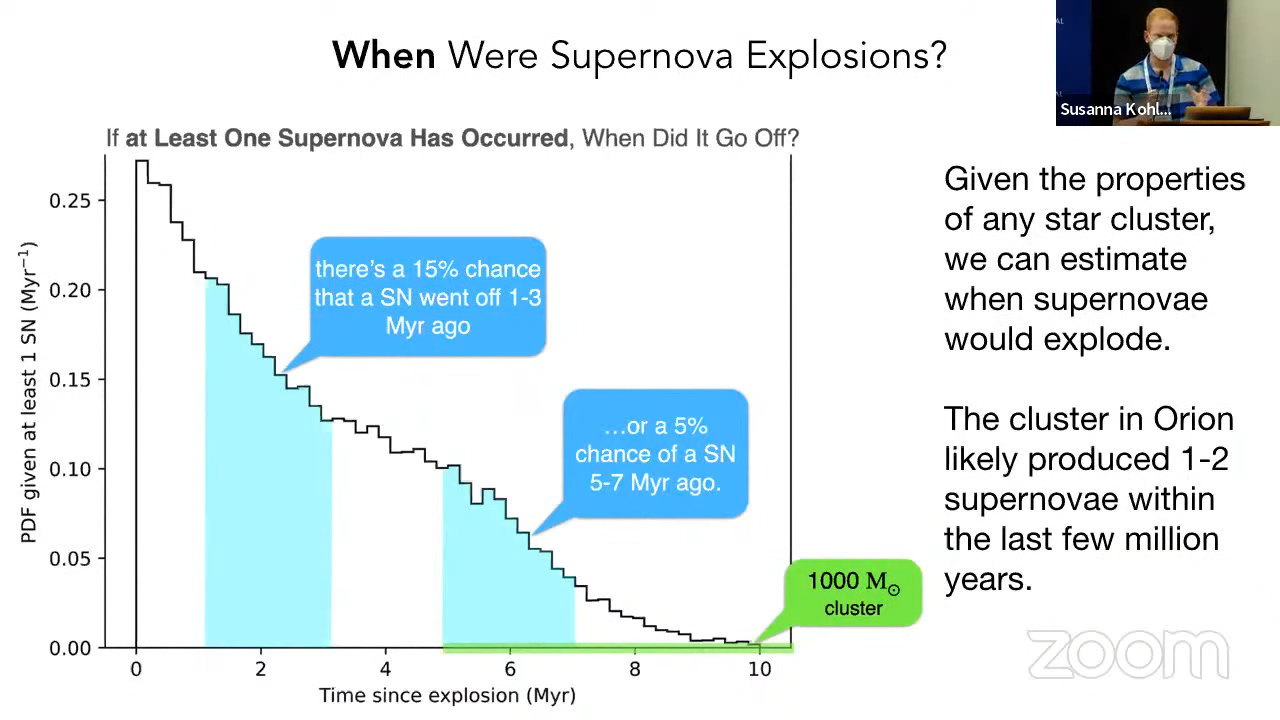 When Were Supernova Explosions?
Susanna Kohl...
If at Least One Supernova Has Occurred, When Did It Go Off?
PDF given at least 1 SN (Myr⁻¹)
0.25
0.20
0.15
0.10
0.05
0.00
there's a 15% chance
that a SN went off 1-3
Myr ago
...or a 5%
chance of a SN
5-7 Myr ago.
1000 M⊙
cluster
0 2 4 6 8 10
Time since explosion (Myr)
Given the properties
of any star cluster,
we can estimate
when supernovae
would explode.
The cluster in Orion
likely produced 1-2
supernovae within
the last few million
years.
zoom